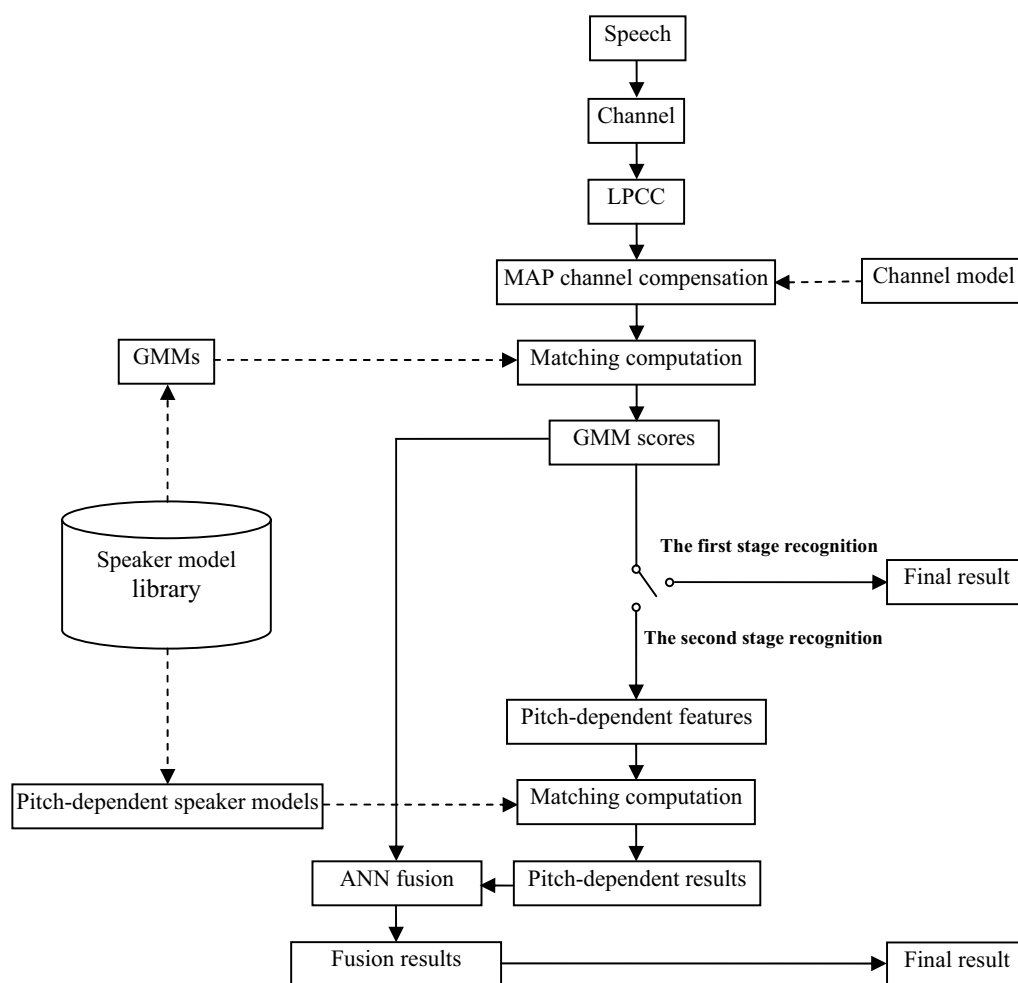 Speech
Channel
LPCC
MAP channel compensation
Channel model
GMMs
Matching computation
GMM scores
Speaker model
library
The first stage recognition
Final result
The second stage recognition
Pitch-dependent features
Pitch-dependent speaker models
Matching computation
ANN fusion
Pitch-dependent results
Fusion results
Final result